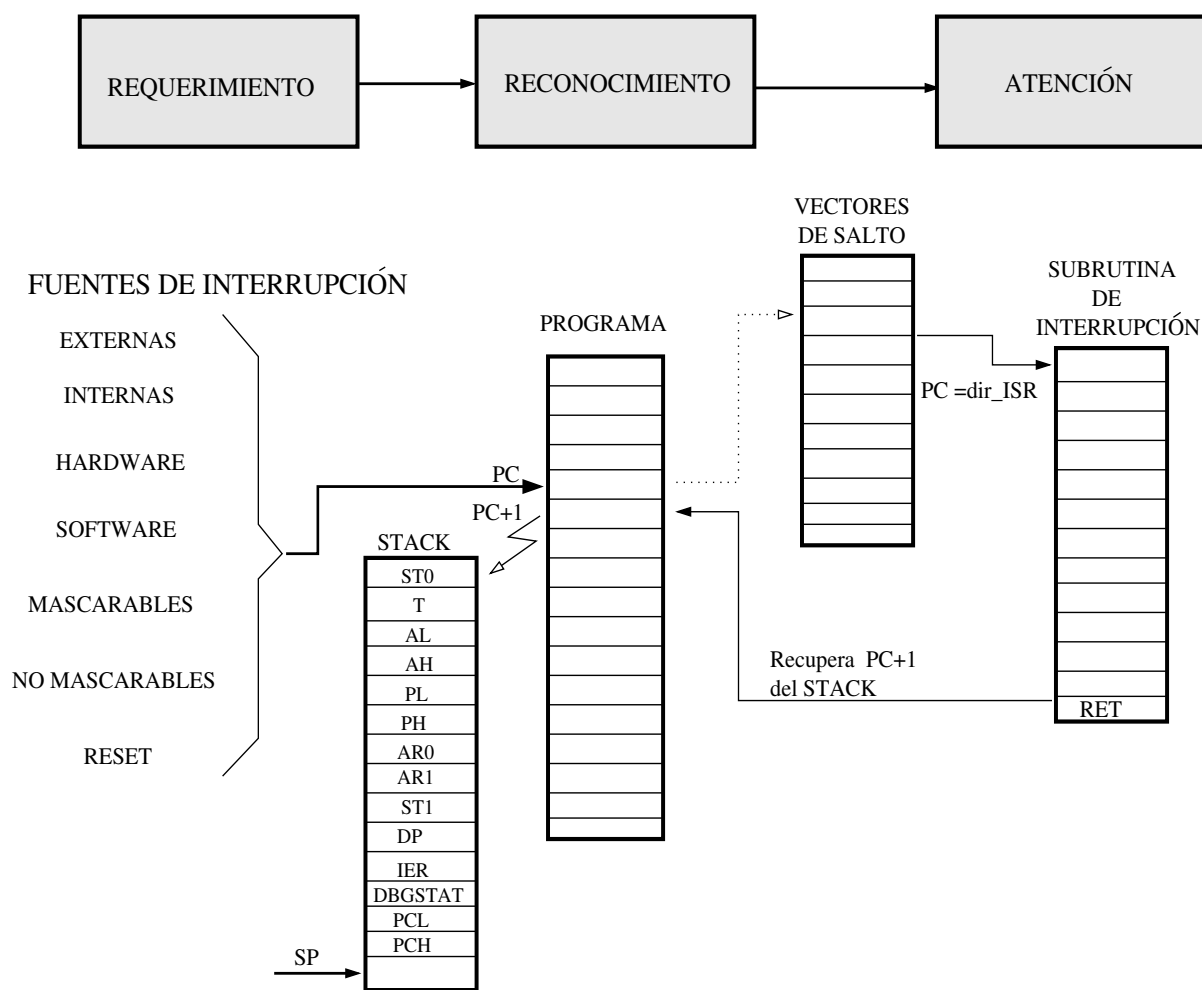 REQUERIMIENTO
RECONOCIMIENTO
ATENCIÓN
VECTORES
DE SALTO
FUENTES DE INTERRUPCIÓN
SUBRUTINA
DE
INTERRUPCIÓN
PROGRAMA
EXTERNAS
INTERNAS
HARDWARE
SOFTWARE
MASCARABLES
NO MASCARABLES
RESET
PC
PC+1
PC =dir_ISR
STACK
ST0
T
AL
AH
PL
PH
AR0
AR1
ST1
DP
IER
DBGSTAT
PCL
PCH
SP
Recupera PC+1
del STACK
RET